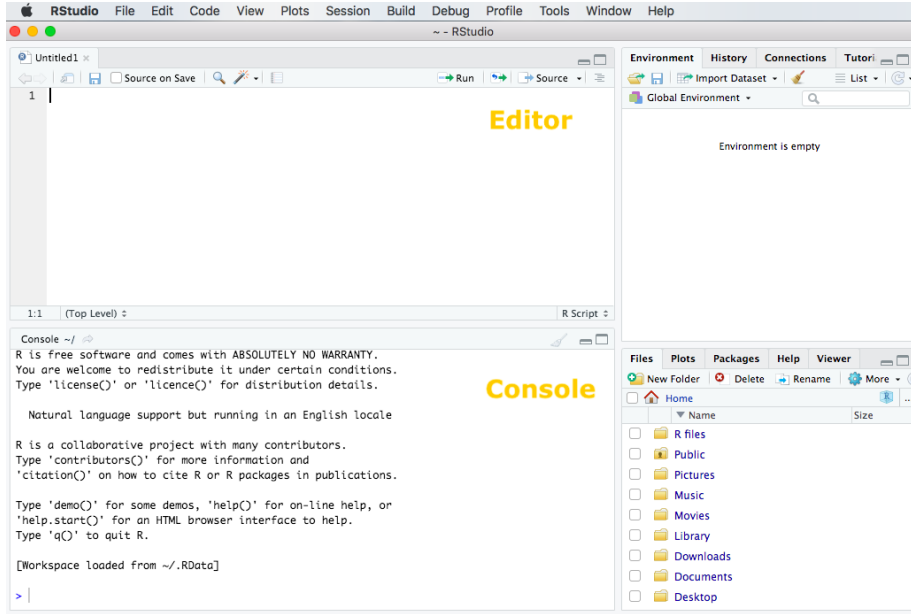 RStudio File Edit Code View Plots Session Build Debug Profile Tools Window Help
~ - RStudio
Untitled1
Source on Save
Run
Source
1
Editor
1:1 (Top Level)
R Script
Console ~/
R is free software and comes with ABSOLUTELY NO WARRANTY.
You are welcome to redistribute it under certain conditions.
Type 'license()' or 'licence()' for distribution details.
Natural language support but running in an English locale
R is a collaborative project with many contributors.
Type 'contributors()' for more information and
'citation()' on how to cite R or R packages in publications.
Type 'demo()' for some demos, 'help()' for on-line help, or
'help.start()' for an HTML browser interface to help.
Type 'q()' to quit R.
[Workspace loaded from ~/.RData]
>
Console
Environment History Connections Tutori
Import Dataset
List
Global Environment
Environment is empty
Files Plots Packages Help Viewer
New Folder Delete Rename More
Home
R
..
Name Size
R files
Public
Pictures
Music
Movies
Library
Downloads
Documents
Desktop